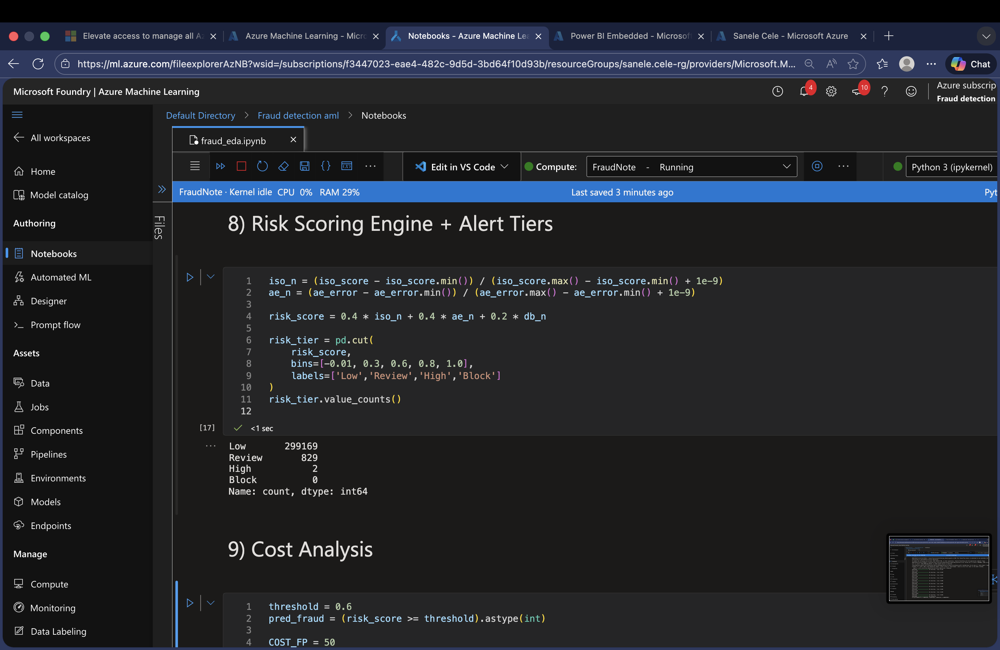 Elevate access to manage all Az
Azure Machine Learning - Micro
Notebooks - Azure Machine Lea
Power BI Embedded - Microsof
Sanele Cele - Microsoft Azure
https://ml.azure.com/fileexplorerAzNB?wsid=/subscriptions/f3447023-eae4-482c-9d5d-3bd64f10d93b/resourceGroups/sanele.cele-rg/providers/Microsoft.M...
Chat
Microsoft Foundry | Azure Machine Learning
4
10
Azure subscrip
Fraud detection
Default Directory > Fraud detection aml > Notebooks
All workspaces
Home
Model catalog
Authoring
Notebooks
Automated ML
Designer
Prompt flow
Assets
Data
Jobs
Components
Pipelines
Environments
Models
Endpoints
Manage
Compute
Monitoring
Data Labeling
Files
fraud_eda.ipynb
Edit in VS Code
Compute:
FraudNote - Running
Python 3 (ipykernel)
FraudNote · Kernel idle CPU 0% RAM 29%
Last saved 3 minutes ago
Pyt
8) Risk Scoring Engine + Alert Tiers
1 iso_n = (iso_score - iso_score.min()) / (iso_score.max() - iso_score.min() + 1e-9)
2 ae_n = (ae_error - ae_error.min()) / (ae_error.max() - ae_error.min() + 1e-9)
3
4 risk_score = 0.4 * iso_n + 0.4 * ae_n + 0.2 * db_n
5
6 risk_tier = pd.cut(
7     risk_score,
8     bins=[-0.01, 0.3, 0.6, 0.8, 1.0],
9     labels=['Low','Review','High','Block']
10 )
11 risk_tier.value_counts()
12
[17] <1 sec
Low 299169
Review 829
High 2
Block 0
Name: count, dtype: int64
9) Cost Analysis
1 threshold = 0.6
2 pred_fraud = (risk_score >= threshold).astype(int)
3
4 COST_FP = 50